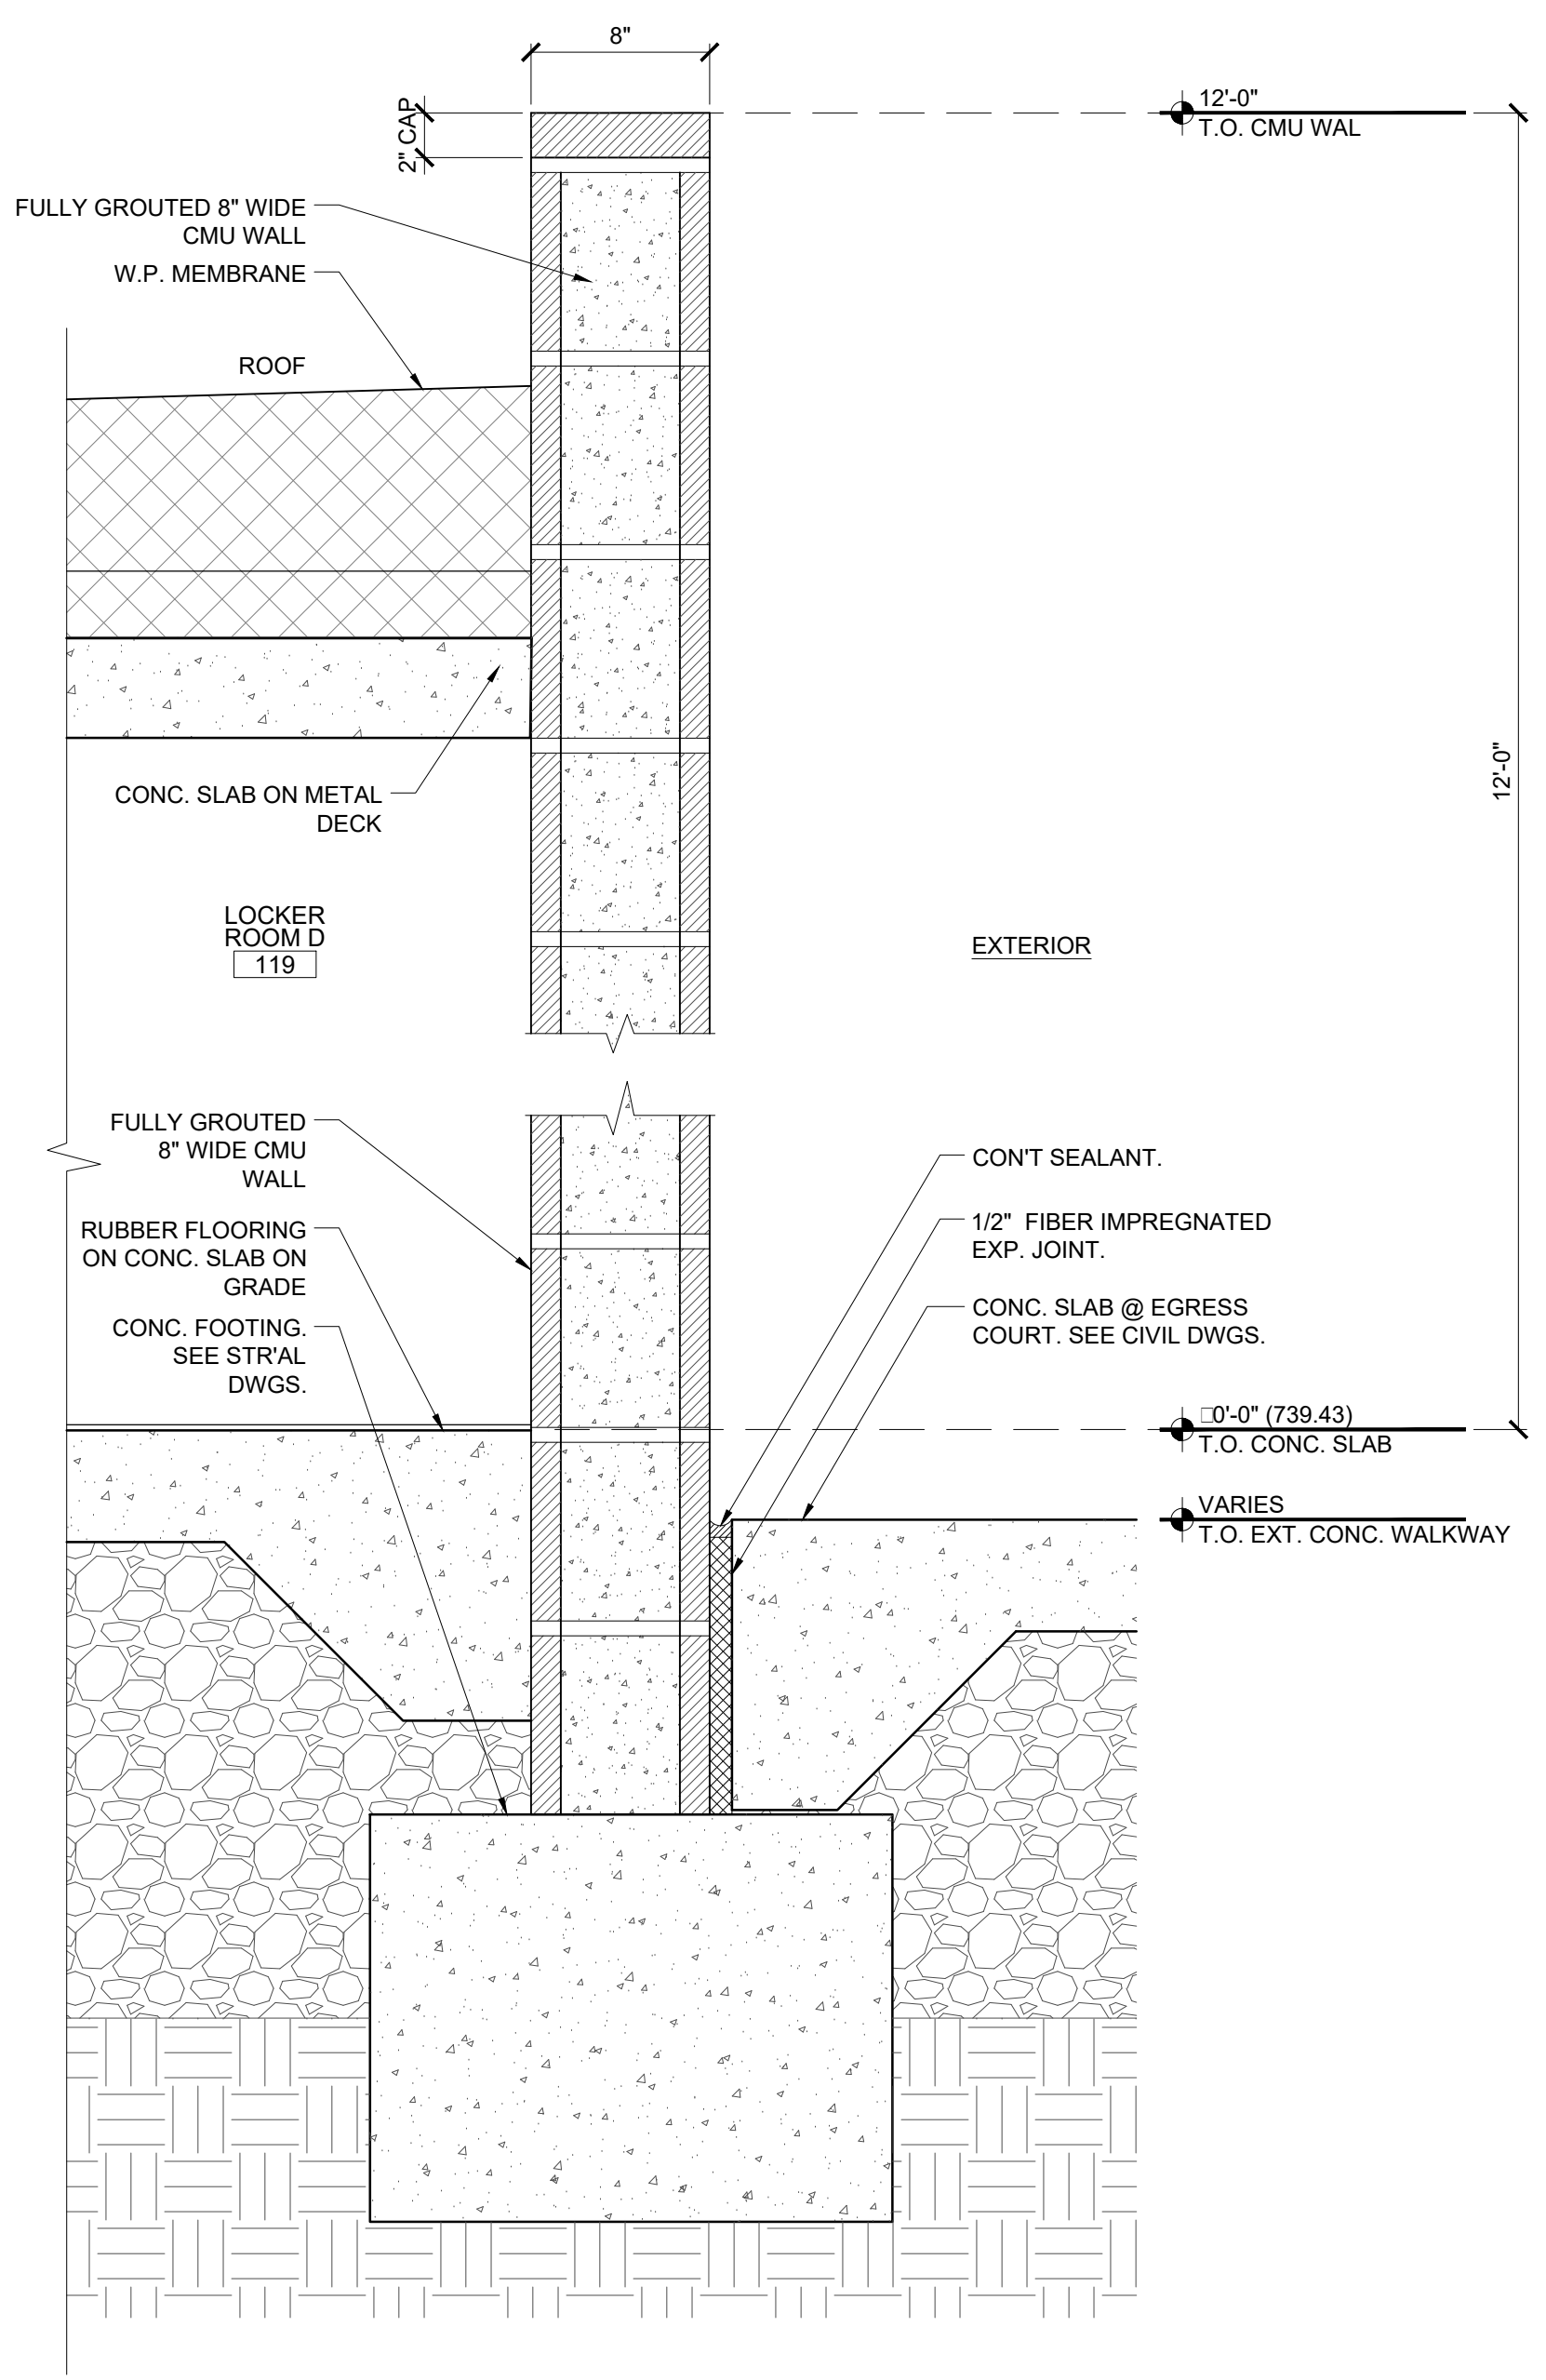 8"
2" CAP
12'-0"
T.O. CMU WAL
FULLY GROUTED 8" WIDE
CMU WALL
W.P. MEMBRANE
ROOF
CONC. SLAB ON METAL
DECK
12'-0"
LOCKER
ROOM D
119
EXTERIOR
FULLY GROUTED
8" WIDE CMU
WALL
RUBBER FLOORING
ON CONC. SLAB ON
GRADE
CONC. FOOTING.
SEE STR'AL
DWGS.
CON'T SEALANT.
1/2" FIBER IMPREGNATED
EXP. JOINT.
CONC. SLAB @ EGRESS
COURT. SEE CIVIL DWGS.
□0'-0" (739.43)
T.O. CONC. SLAB
VARIES
T.O. EXT. CONC. WALKWAY